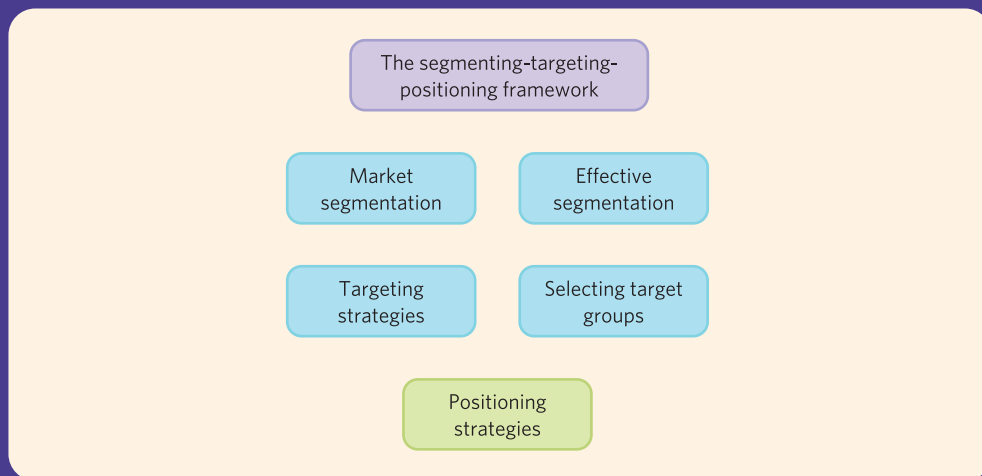 The segmenting-targeting-
positioning framework
Market
segmentation
Effective
segmentation
Targeting
strategies
Selecting target
groups
Positioning
strategies